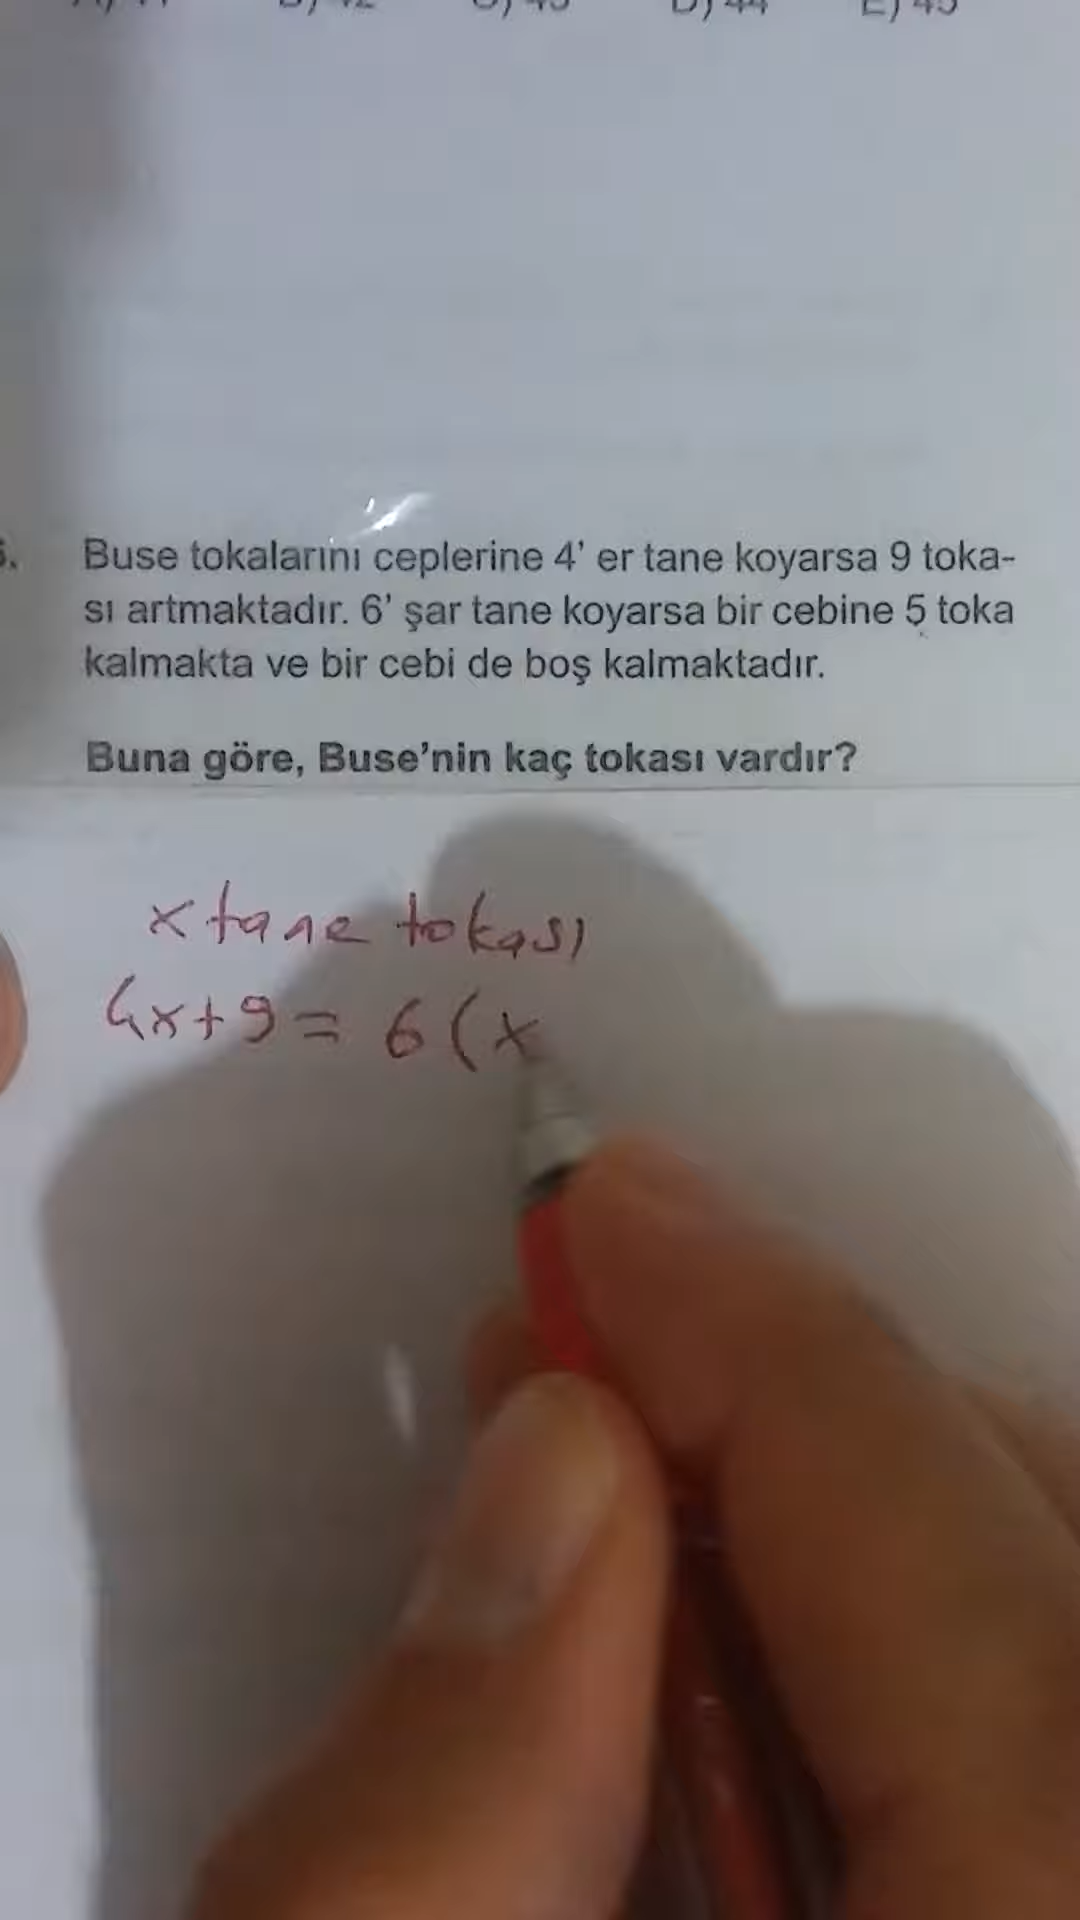 Buse tokalarını ceplerine 4' er tane koyarsa 9 toka-
sı artmaktadır. 6' şar tane koyarsa bir cebine 5 toka
kalmakta ve bir cebi de boş kalmaktadır.
Buna göre, Buse'nin kaç tokası vardır?
x tane tokası
4x+9= 6(x